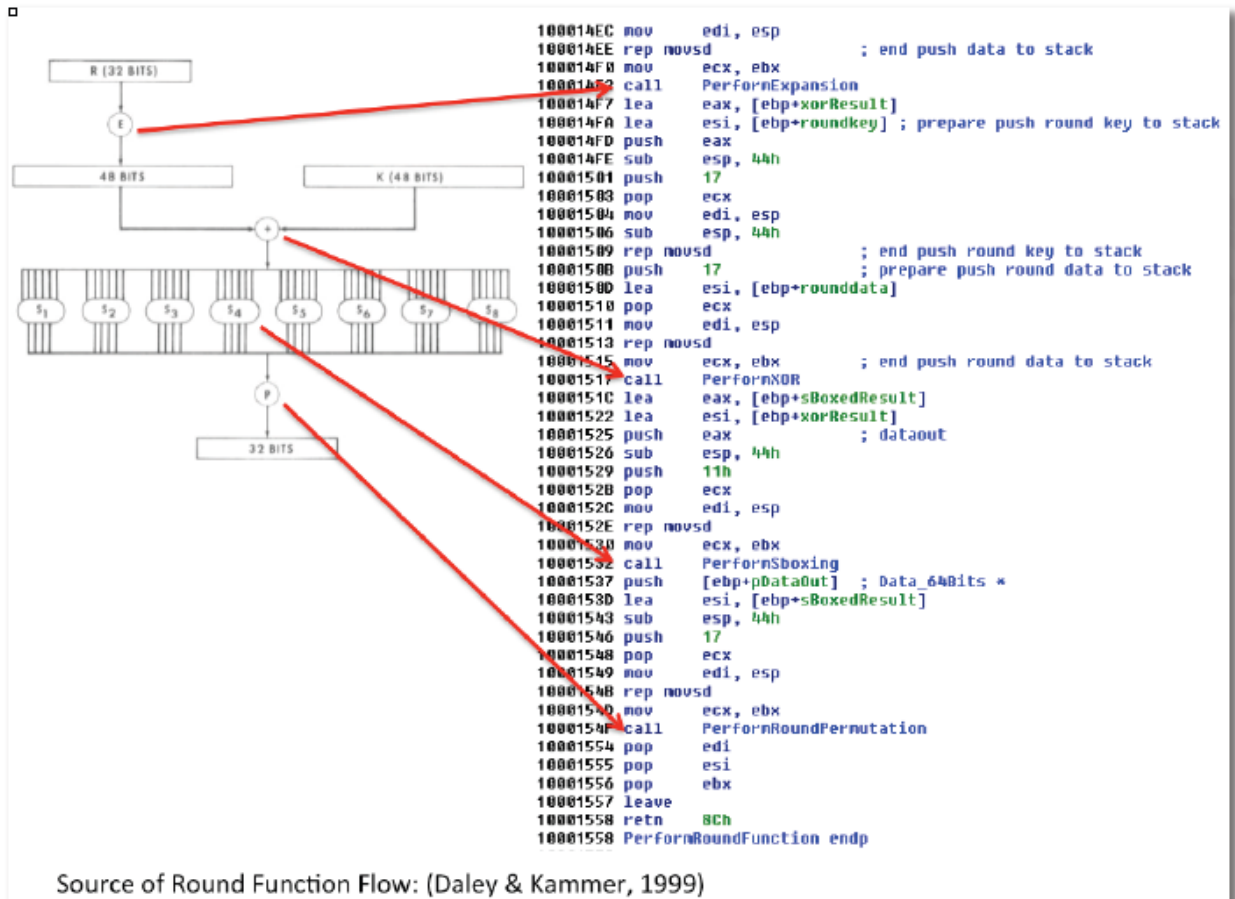 R (32 BITS)
E
48 BITS
K (48 BITS)
+
S1 S2 S3 S4 S5 S6 S7 S8
P
32 BITS
100014EC mov edi, esp
100014EE rep movsd ; end push data to stack
100014F0 mov ecx, ebx
100014F2 call PerformExpansion
100014F7 lea eax, [ebp+xorResult]
100014FA lea esi, [ebp+roundkey] ; prepare push round key to stack
100014FD push eax
100014FE sub esp, 44h
10001501 push 17
10001503 pop ecx
10001504 mov edi, esp
10001506 sub esp, 44h
10001509 rep movsd ; end push round key to stack
1000150B push 17 ; prepare push round data to stack
1000150D lea esi, [ebp+rounddata]
10001510 pop ecx
10001511 mov edi, esp
10001513 rep movsd
10001515 mov ecx, ebx ; end push round data to stack
10001517 call PerformXOR
1000151C lea eax, [ebp+sBoxedResult]
10001522 lea esi, [ebp+xorResult]
10001525 push eax ; dataout
10001526 sub esp, 44h
10001529 push 11h
1000152B pop ecx
1000152C mov edi, esp
1000152E rep movsd
10001530 mov ecx, ebx
10001532 call PerformSboxing
10001537 push [ebp+pDataOut] ; Data_64Bits *
1000153D lea esi, [ebp+sBoxedResult]
10001543 sub esp, 44h
10001546 push 17
10001548 pop ecx
10001549 mov edi, esp
1000154B rep movsd
1000154D mov ecx, ebx
1000154F call PerformRoundPermutation
10001554 pop edi
10001555 pop esi
10001556 pop ebx
10001557 leave
10001558 retn 8Ch
10001558 PerformRoundFunction endp
Source of Round Function Flow: (Daley & Kammer, 1999)